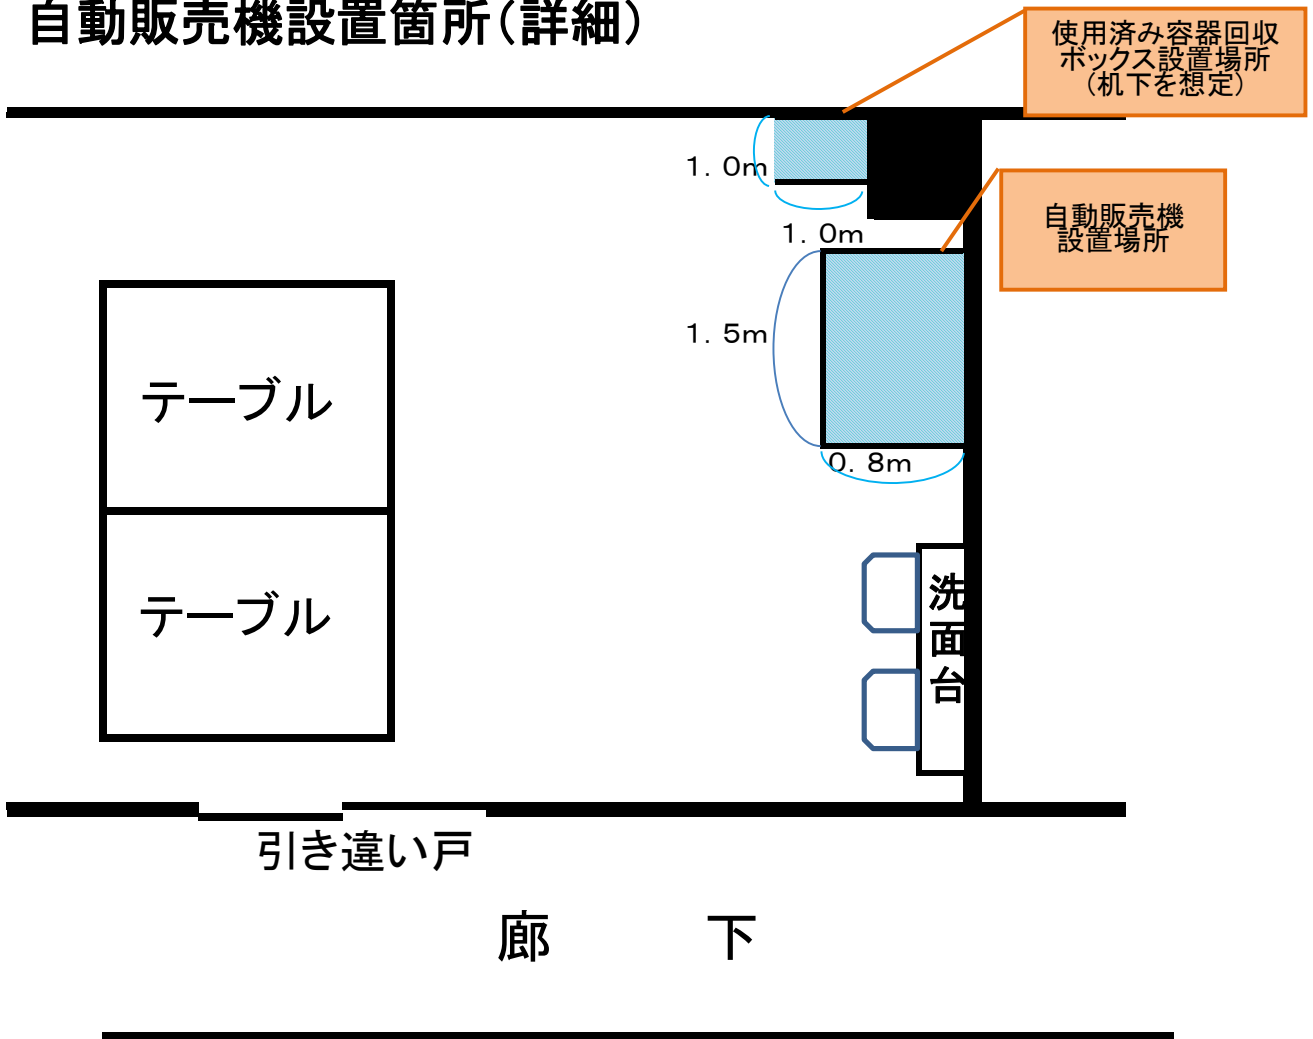 自動販売機設置箇所（詳細）
使用済み容器回収
ボックス設置場所
（机下を想定）
1．0m
自動販売機
設置場所
1．0m
1．5m
テーブル
0．8m
洗面台
テーブル
引き違い戸
廊　下